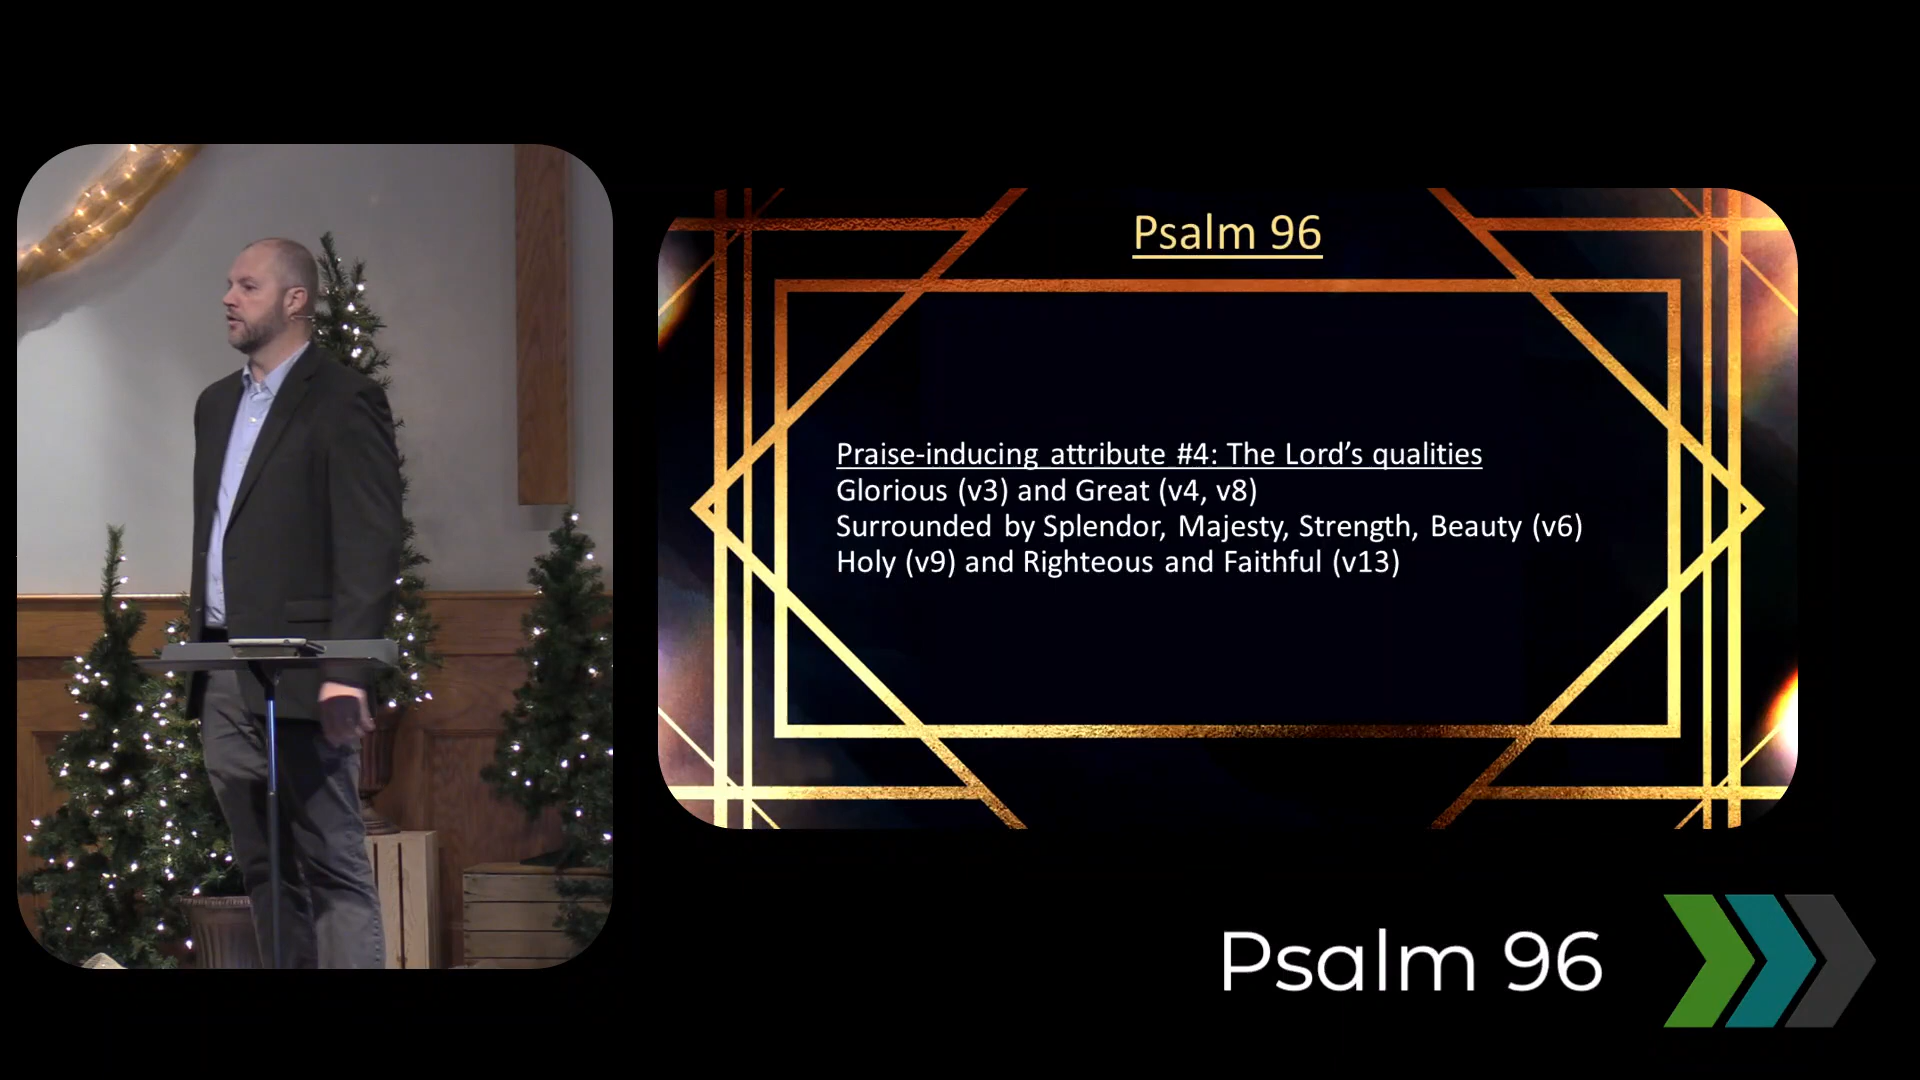 Psalm 96
Praise-inducing attribute #4: The Lord’s qualities
Glorious (v3) and Great (v4, v8)
Surrounded by Splendor, Majesty, Strength, Beauty (v6)
Holy (v9) and Righteous and Faithful (v13)
Psalm 96